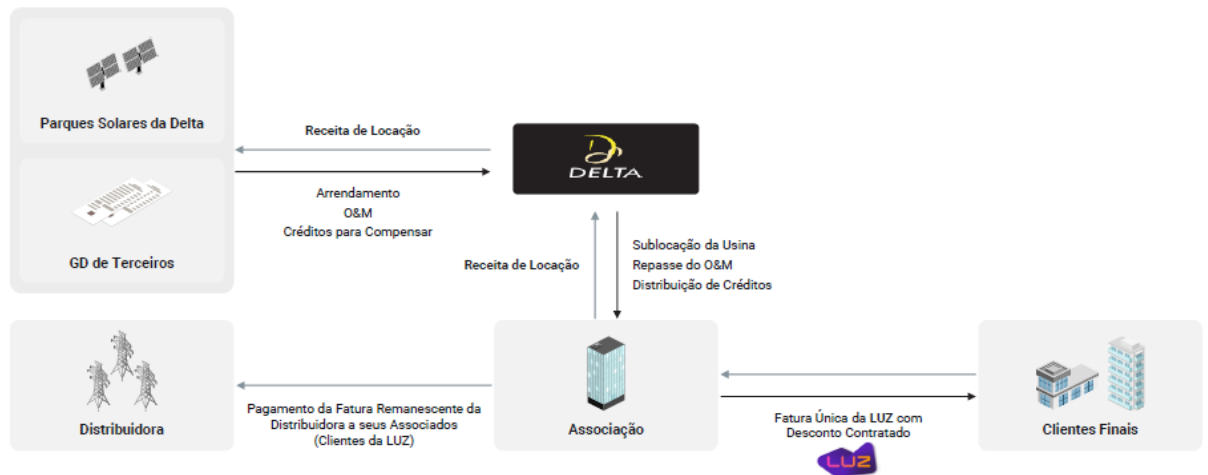 Parques Solares da Delta
GD de Terceiros
Receita de Locação
Arrendamento
O&M
Créditos para Compensar
DELTA
Receita de Locação
Sublocação da Usina
Repasse do O&M
Distribuição de Créditos
Distribuidora
Pagamento da Fatura Remanescente da
Distribuidora a seus Associados
(Clientes da LUZ)
Associação
Fatura Única da LUZ com
Desconto Contratado
LUZ
Clientes Finais